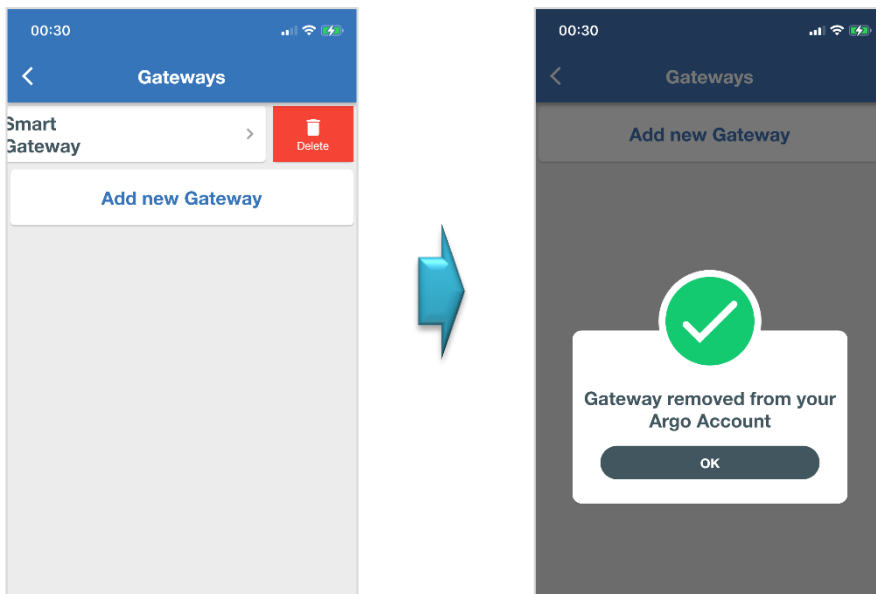 00:30
Gateways
Smart
Gateway
Delete
Add new Gateway
00:30
Gateways
Add new Gateway
Gateway removed from your
Argo Account
OK